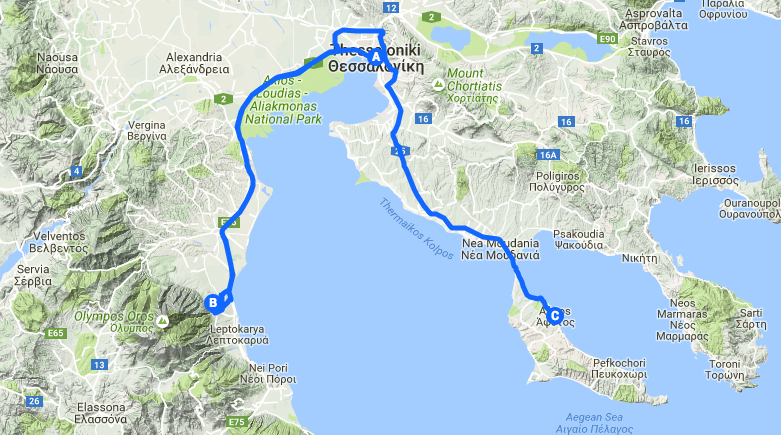 12
2
Asprovalta
Ασπροβάλτα
Παραλία
Οφρυνίου
E90
Stavros
Σταυρός
2
Naousa
Νάουσα
Alexandria
Αλεξάνδρεια
Thessaloniki
Θεσσαλονίκη
A
Mount
Chortiatis
Χορτιάτης
Axios -
Loudias -
Aliakmonas
National Park
2
Vergina
Βεργίνα
16
16
16
25
16A
4
Poligiros
Πολύγυρος
Ierissos
Ιερισσός
Ouranoupoli
Ουρανούπολη
Thermaikos Kolpos
Velventos
Βελβεντός
Nea Moudania
Νέα Μουδανιά
Psakoudia
Ψακούδια
Νικήτη
Servia
Σέρβια
B
C
Άφυτος
Olympos Oros
Όλυμπος
E65
Leptokarya
Λεπτοκαρυά
Neos
Marmaras
Νέος
Μαρμαράς
Sarti
Σάρτη
13
Nei Pori
Νέοι Πόροι
Pefkochori
Πευκοχώρι
Toroni
Τορώνη
26
Elassona
Ελασσόνα
E75
Aegean Sea
Αιγαίο Πέλαγος